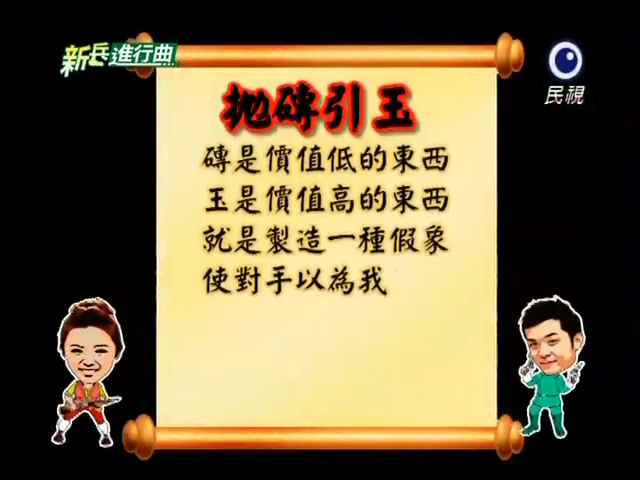 新兵進行曲
民視
拋磚引玉
磚是價值低的東西
玉是價值高的東西
就是製造一種假象
使對手以為我